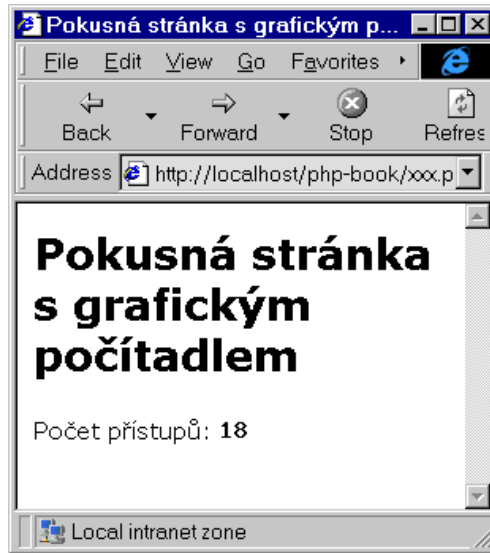 Pokusná stránka s grafickým p...
File Edit View Go Favorites
Back Forward Stop Refres
Address http://localhost/php-book/xxx.p
Pokusná stránka
s grafickým
počítadlem
Počet přístupů: 18
Local intranet zone